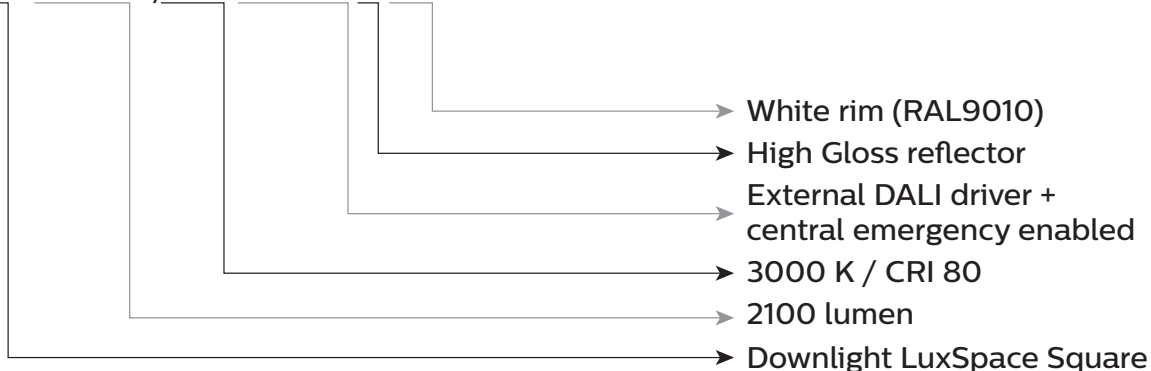 White rim (RAL9010)
High Gloss reflector
External DALI driver +
central emergency enabled
3000 K / CRI 80
2100 lumen
Downlight LuxSpace Square